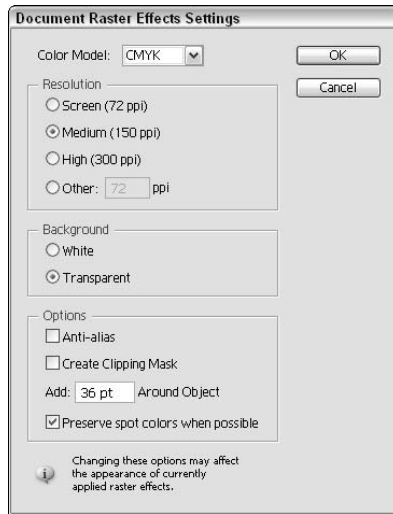 Document Raster Effects Settings
Color Model: CMYK
OK
Cancel
Resolution
Screen (72 ppi)
Medium (150 ppi)
High (300 ppi)
Other: 72 ppi
Background
White
Transparent
Options
Anti-alias
Create Clipping Mask
Add: 36 pt Around Object
Preserve spot colors when possible
Changing these options may affect
the appearance of currently
applied raster effects.